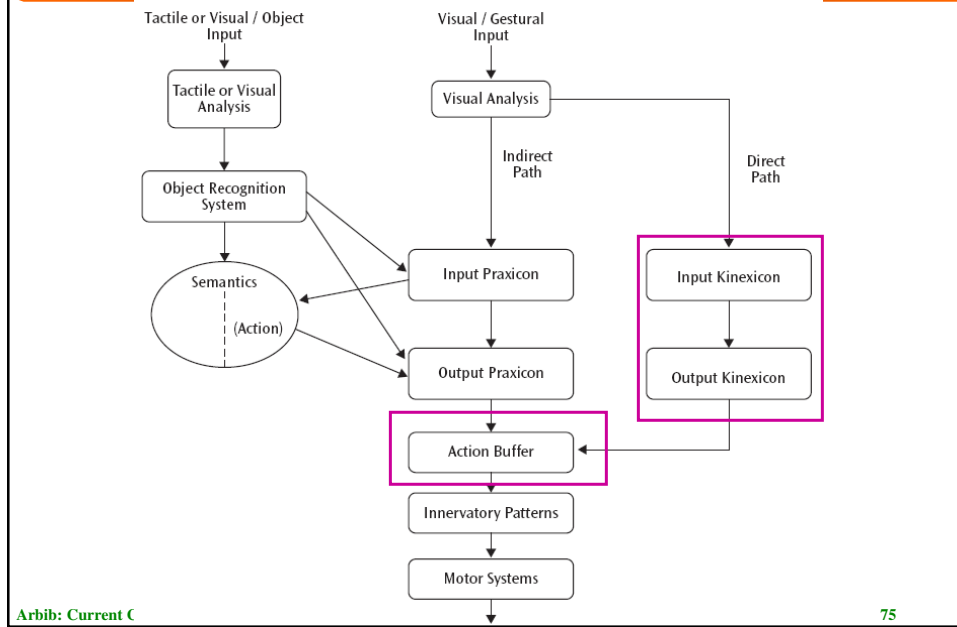 Tactile or Visual / Object
Input
Visual / Gestural
Input
Tactile or Visual
Analysis
Visual Analysis
Indirect
Path
Direct
Path
Object Recognition
System
Semantics
(Action)
Input Praxicon
Input Kinexicon
Output Praxicon
Output Kinexicon
Action Buffer
Innervatory Patterns
Motor Systems
Arbib: Current
75